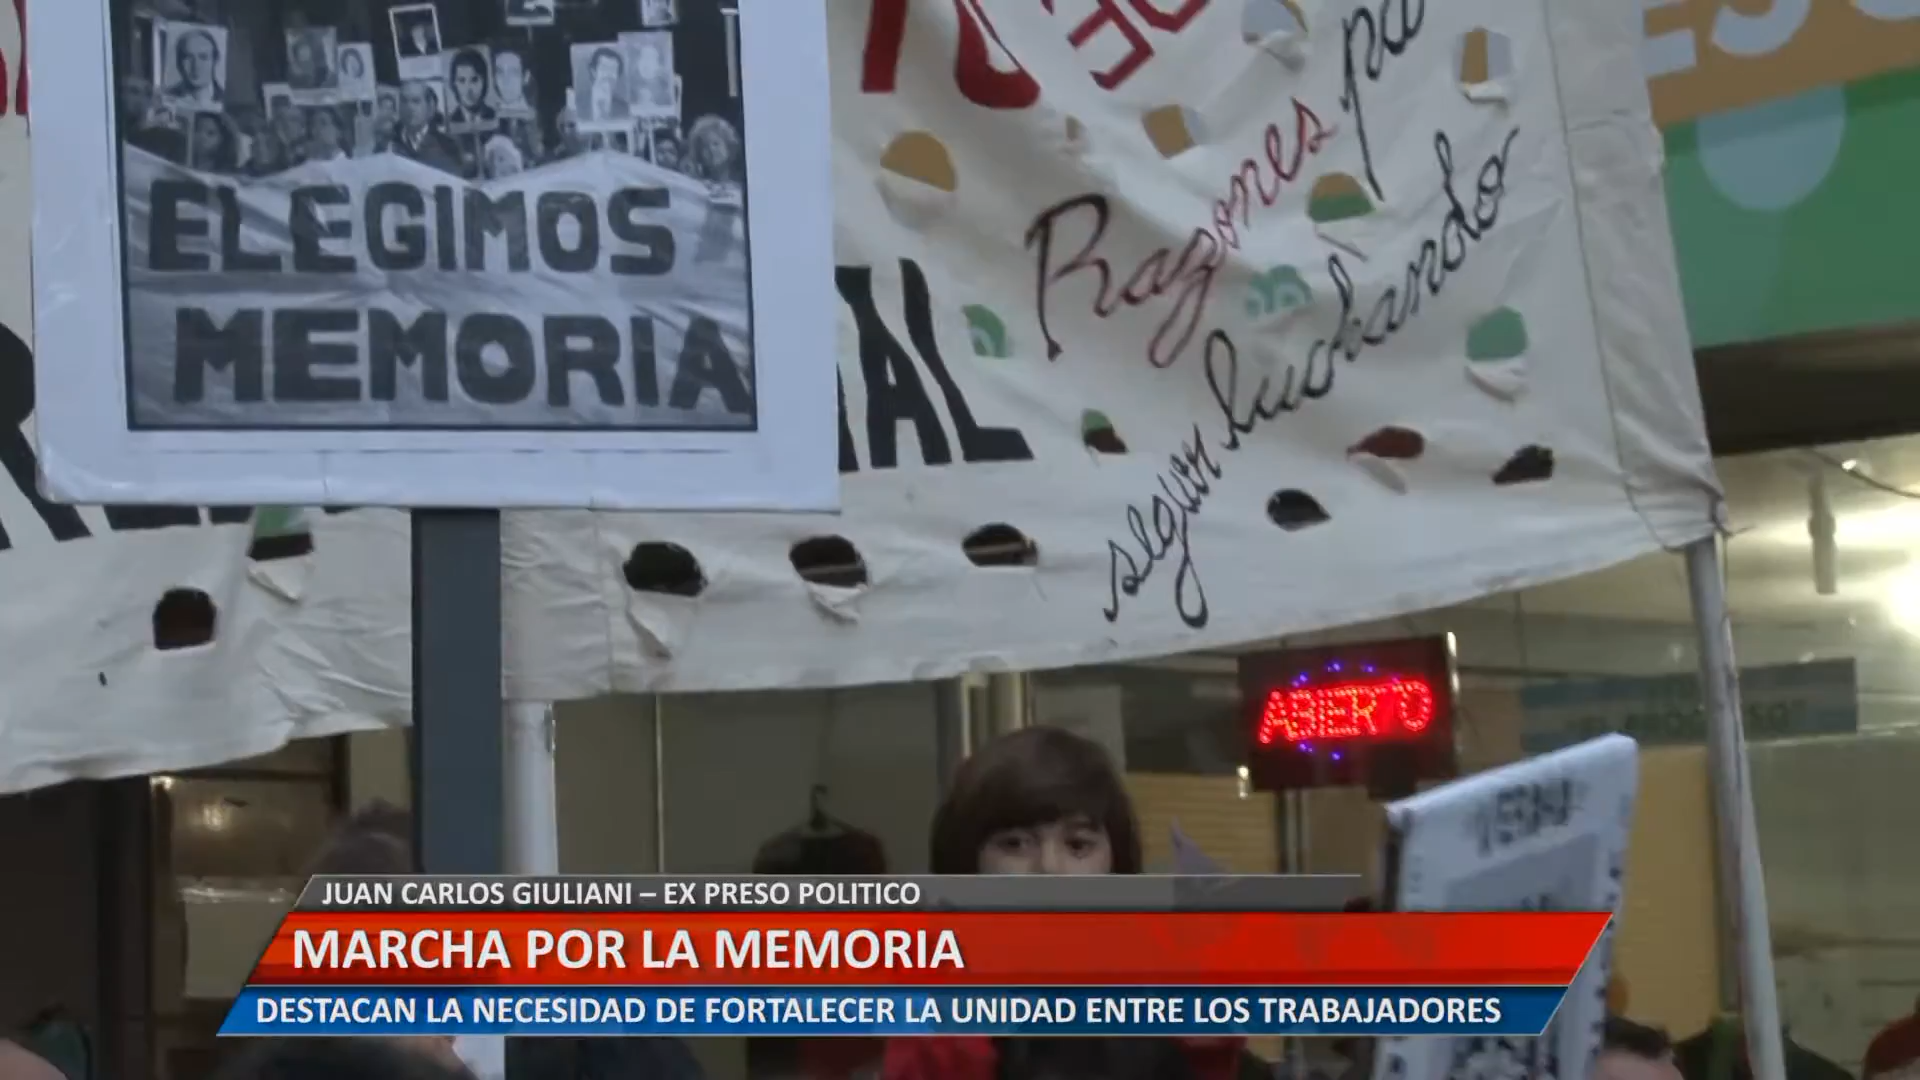 ELEGIMOS
MEMORIA
Razones pa
seguir luchando
ABIERTO
JUAN CARLOS GIULIANI – EX PRESO POLITICO
MARCHA POR LA MEMORIA
DESTACAN LA NECESIDAD DE FORTALECER LA UNIDAD ENTRE LOS TRABAJADORES